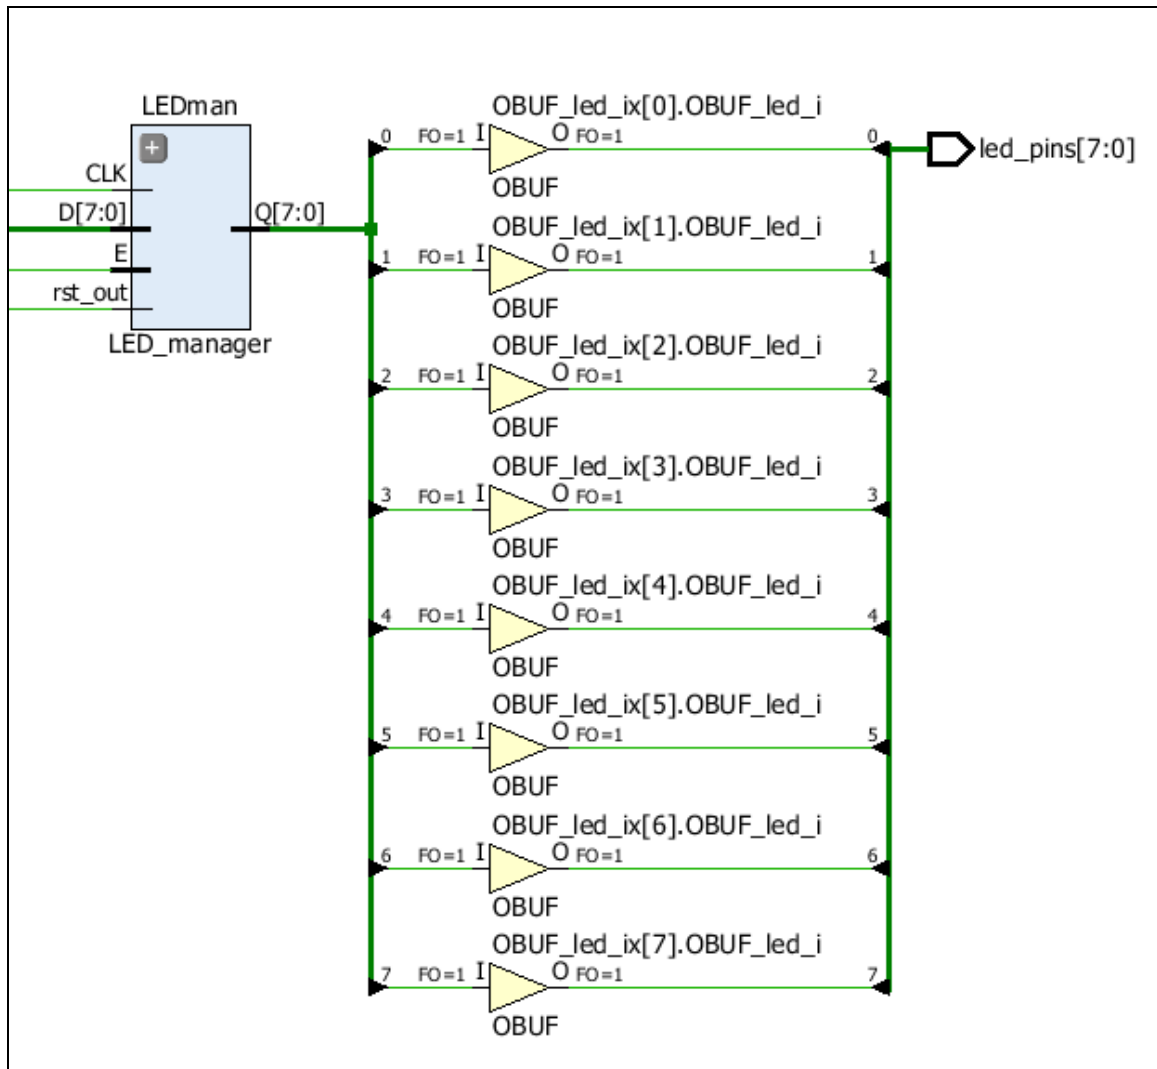 LEDman
CLK
D[7:0]
E
rst_out
Q[7:0]
LED_manager
OBUF_led_ix[0].OBUF_led_i
0 FO=1 I O FO=1 0
OBUF
led_pins[7:0]
OBUF_led_ix[1].OBUF_led_i
1 FO=1 I O FO=1 1
OBUF
OBUF_led_ix[2].OBUF_led_i
2 FO=1 I O FO=1 2
OBUF
OBUF_led_ix[3].OBUF_led_i
3 FO=1 I O FO=1 3
OBUF
OBUF_led_ix[4].OBUF_led_i
4 FO=1 I O FO=1 4
OBUF
OBUF_led_ix[5].OBUF_led_i
5 FO=1 I O FO=1 5
OBUF
OBUF_led_ix[6].OBUF_led_i
6 FO=1 I O FO=1 6
OBUF
OBUF_led_ix[7].OBUF_led_i
7 FO=1 I O FO=1 7
OBUF